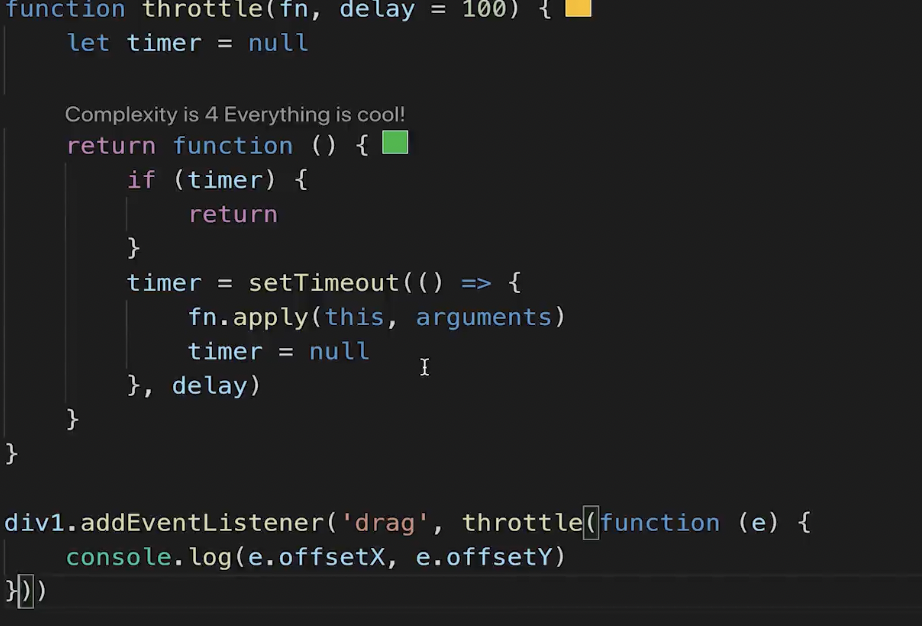 function throttle(fn, delay = 100) {
let timer = null
Complexity is 4 Everything is cool!
return function () {
if (timer) {
return
}
timer = setTimeout(() => {
fn.apply(this, arguments)
timer = null
}, delay)
}
}
div1.addEventListener('drag', throttle(function (e) {
console.log(e.offsetX, e.offsetY)
}))